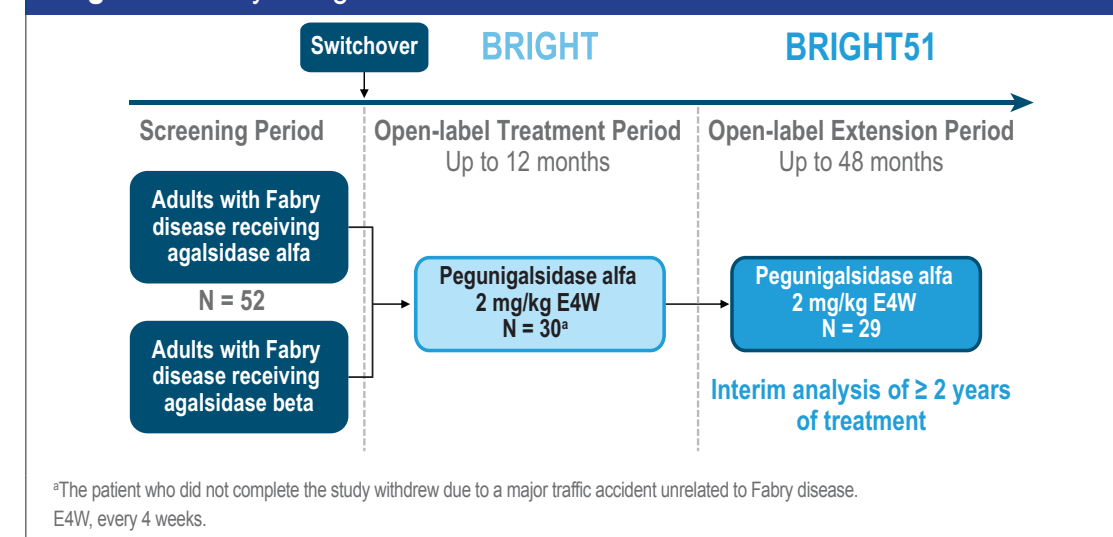 Switchover
BRIGHT
BRIGHT51
Screening Period
Open-label Treatment Period
Up to 12 months
Open-label Extension Period
Up to 48 months
Adults with Fabry
disease receiving
agalsidase alfa
N = 52
Adults with Fabry
disease receiving
agalsidase beta
Pegunigalsidase alfa
2 mg/kg E4W
N = 30ᵃ
Pegunigalsidase alfa
2 mg/kg E4W
N = 29
Interim analysis of ≥ 2 years
of treatment
ᵃThe patient who did not complete the study withdrew due to a major traffic accident unrelated to Fabry disease.
E4W, every 4 weeks.